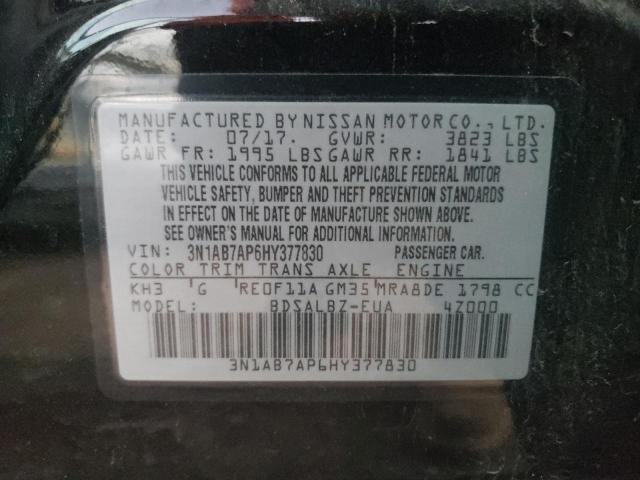 MANUFACTURED BY NISSAN MOTOR CO., LTD.
DATE: 07/17. GVWR: 3823 LBS
GAWR FR: 1995 LBS GAWR RR: 1841 LBS
THIS VEHICLE CONFORMS TO ALL APPLICABLE FEDERAL MOTOR
VEHICLE SAFETY, BUMPER AND THEFT PREVENTION STANDARDS
IN EFFECT ON THE DATE OF MANUFACTURE SHOWN ABOVE.
SEE OWNER'S MANUAL FOR ADDITIONAL INFORMATION.
VIN: 3N1AB7AP6HY377830 PASSENGER CAR.
COLOR TRIM TRANS AXLE ENGINE
KH3 G RE0F11A GM35 MRA8DE 1798 CC
MODEL: BDSALBZ-EUA 4Z000
3N1AB7AP6HY377830